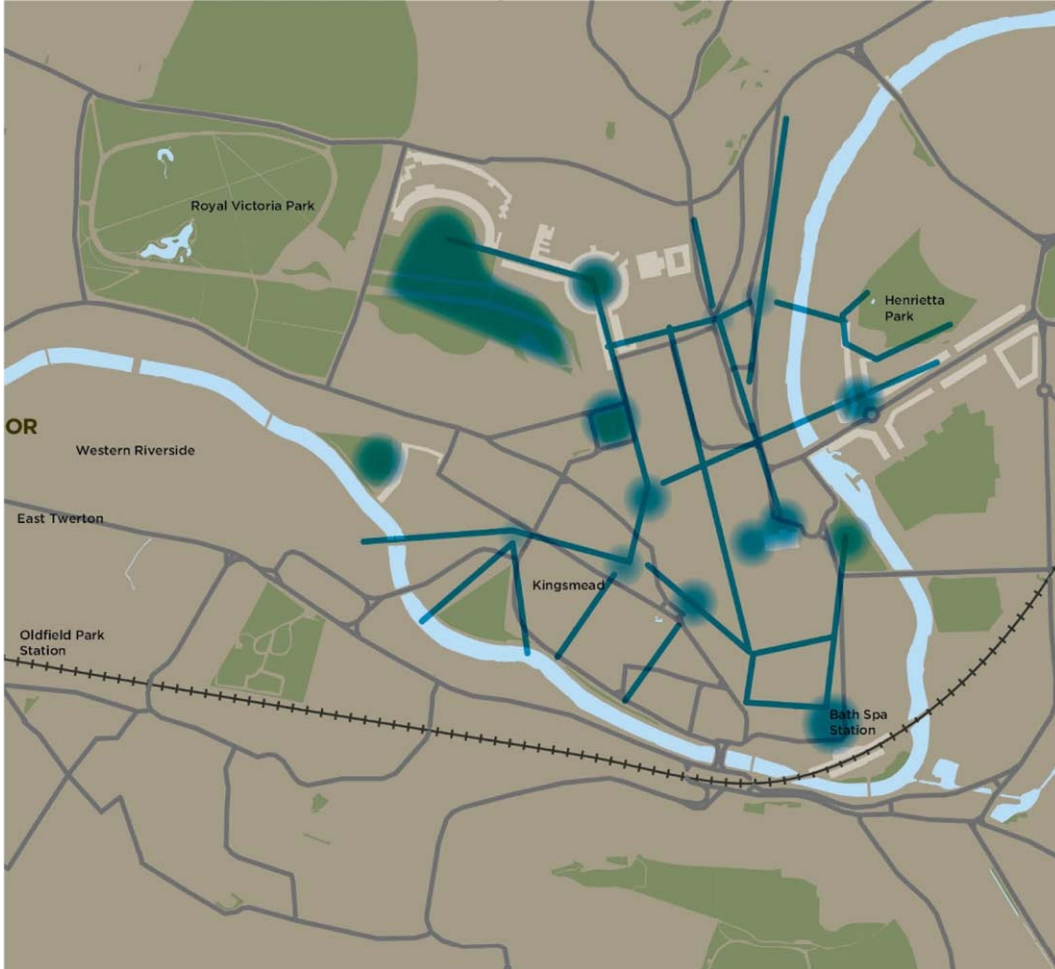 Royal Victoria Park
Henrietta
Park
OR
Western Riverside
East Twerton
Kingsmead
Oldfield Park
Station
Bath Spa
Station